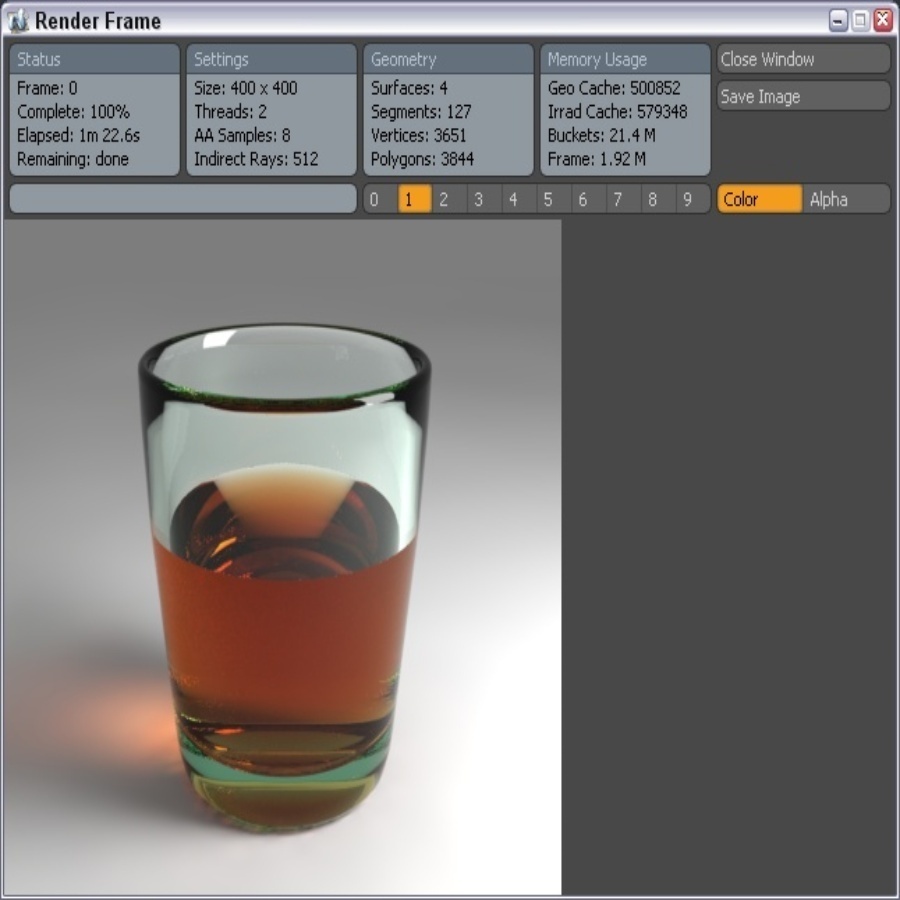 Render Frame
Status
Frame: 0
Complete: 100%
Elapsed: 1m 22.6s
Remaining: done
Settings
Size: 400 x 400
Threads: 2
AA Samples: 8
Indirect Rays: 512
Geometry
Surfaces: 4
Segments: 127
Vertices: 3651
Polygons: 3844
Memory Usage
Geo Cache: 500852
Irrad Cache: 579348
Buckets: 21.4 M
Frame: 1.92 M
Close Window
Save Image
0 1 2 3 4 5 6 7 8 9
Color Alpha